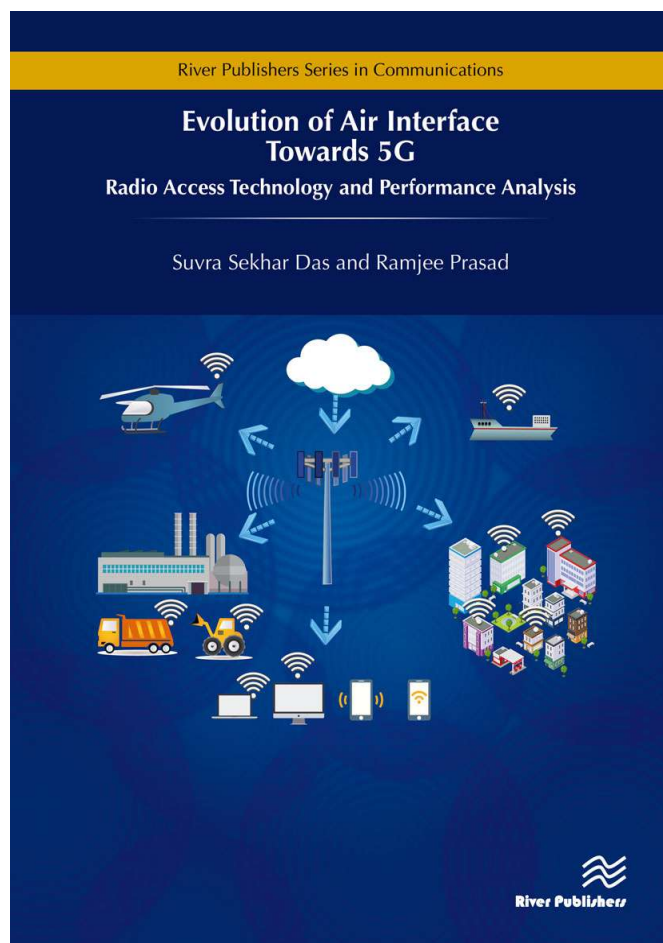 River Publishers Series in Communications
Evolution of Air Interface
Towards 5G
Radio Access Technology and Performance Analysis
Suvra Sekhar Das and Ramjee Prasad
River Publishers